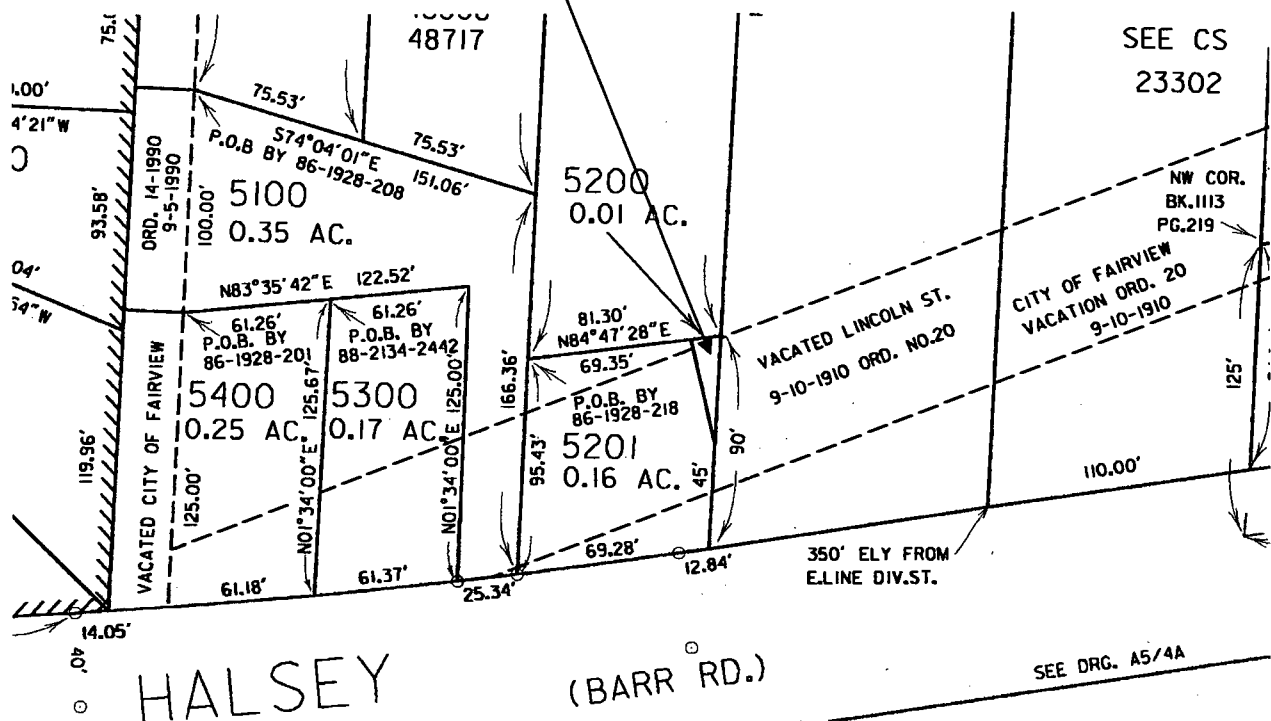 48717
SEE CS
23302
75.53'
S74°04'01"E
P.O.B BY 86-1928-208
75.53'
151.06'
.00'
4'21"W
ORD. 14-1990
9-5-1990
93.58'
100.00'
5100
0.35 AC.
5200
0.01 AC.
NW COR.
BK.1113
PG.219
N83°35'42"E 122.52'
04'
54"W
61.26'
P.O.B. BY
86-1928-201
61.26'
P.O.B. BY
88-2134-2442
81.30'
N84°47'28"E
69.35'
P.O.B. BY
86-1928-218
VACATED LINCOLN ST.
9-10-1910 ORD. NO.20
CITY OF FAIRVIEW
VACATION ORD. 20
9-10-1910
5400
0.25 AC.
5300
0.17 AC.
5201
0.16 AC.
119.96'
VACATED CITY OF FAIRVIEW
125.00'
N01°34'00"E 125.67'
N01°34'00"E 125.00'
166.36'
95.43'
45'
90'
125'
110.00'
61.18'
61.37'
25.34'
69.28'
12.84'
350' ELY FROM
E.LINE DIV.ST.
14.05'
40'
HALSEY
(BARR RD.)
SEE DRG. A5/4A